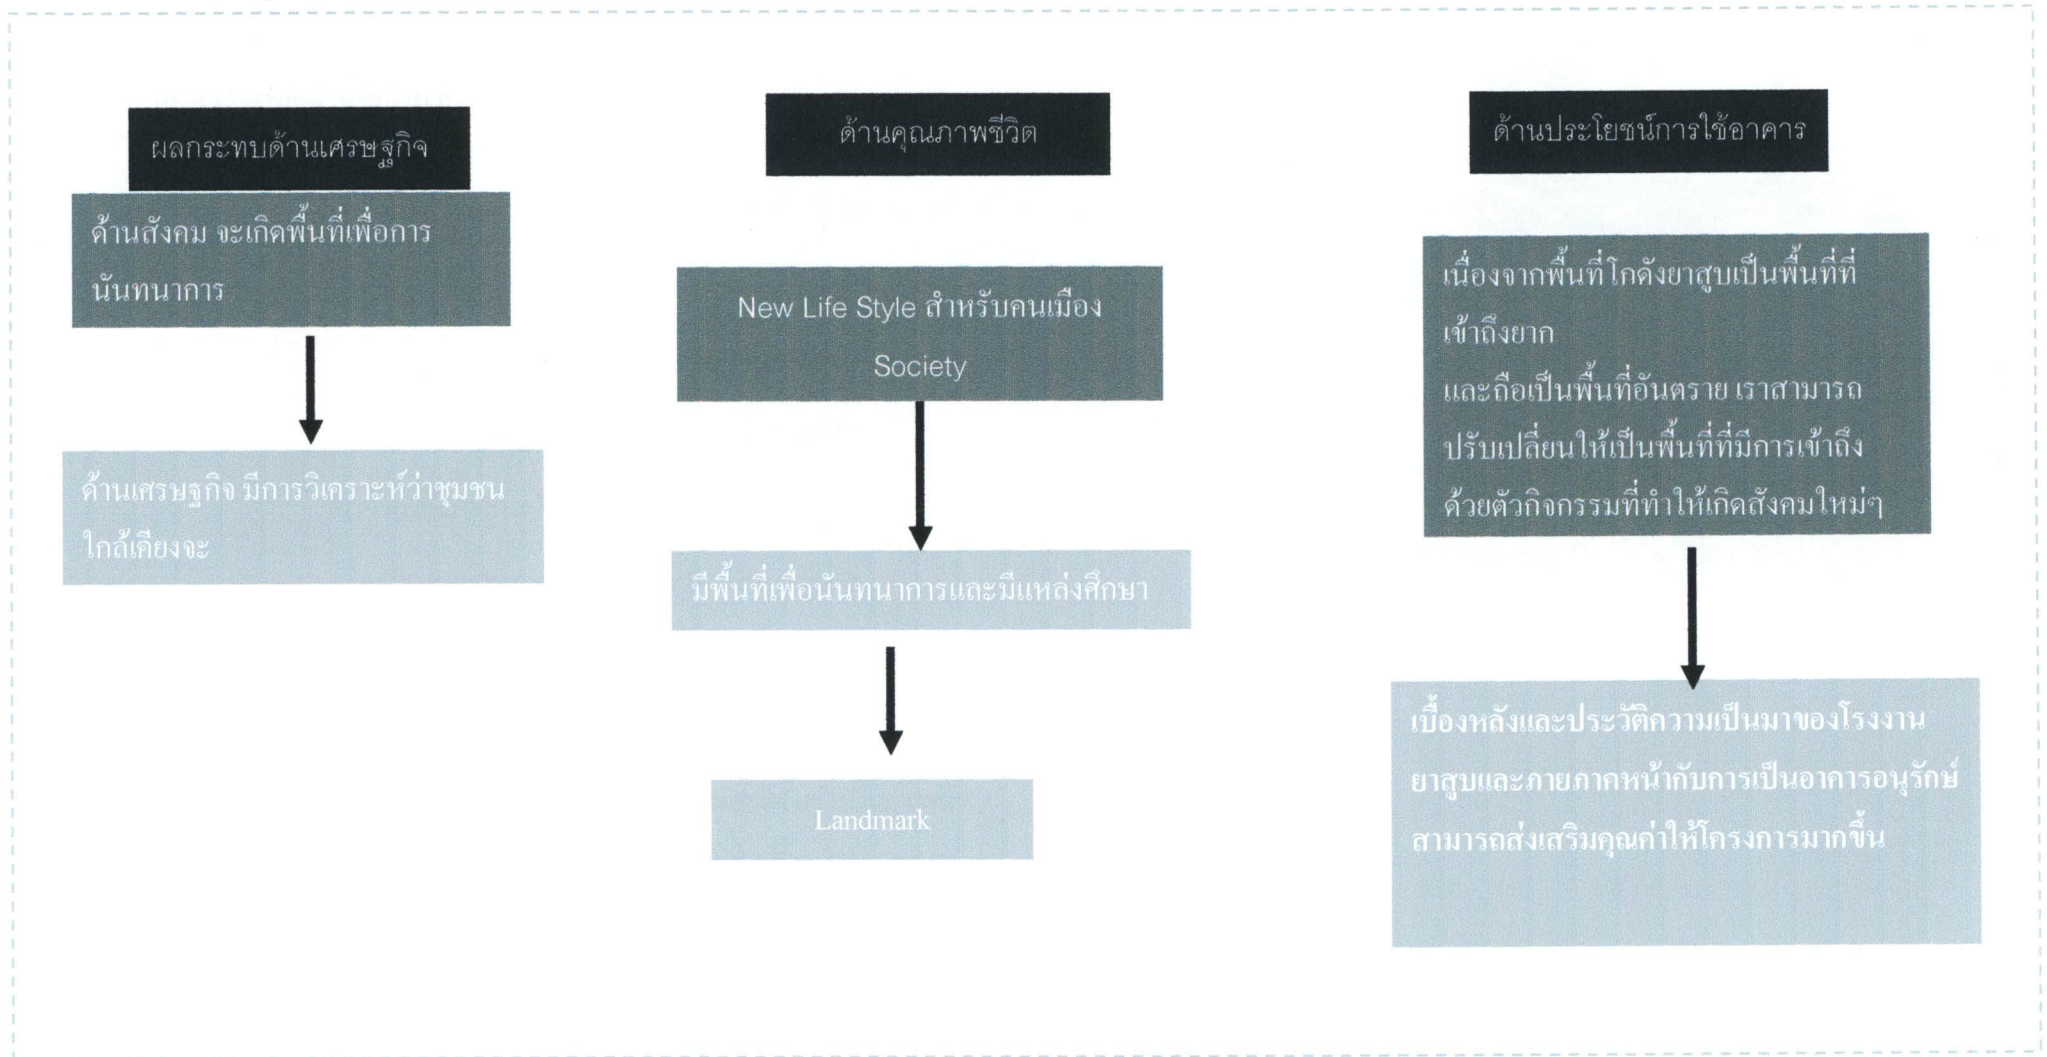 ผลกระทบด้านเศรษฐกิจ
ด้านสังคม จะเกิดพื้นที่เพื่อการ
นันทนาการ
ด้านเศรษฐกิจ มีการวิเคราะห์ว่าชุมชน
ใกล้เคียงจะ
ด้านคุณภาพชีวิต
New Life Style สำหรับคนเมือง
Society
มีพื้นที่เพื่อนันทนาการและมีแหล่งศึกษา
Landmark
ด้านประโยชน์การใช้อาคาร
เนื่องจากพื้นที่โกดังยาสูบเป็นพื้นที่ที่
เข้าถึงยาก
และถือเป็นพื้นที่อันตราย เราสามารถ
ปรับเปลี่ยนให้เป็นพื้นที่ที่มีการเข้าถึง
ด้วยตัวกิจกรรมที่ทำให้เกิดสังคมใหม่ๆ
เบื้องหลังและประวัติความเป็นมาของโรงงาน
ยาสูบและภายภาคหน้ากับการเป็นอาคารอนุรักษ์
สามารถส่งเสริมคุณค่าให้โครงการมากขึ้น